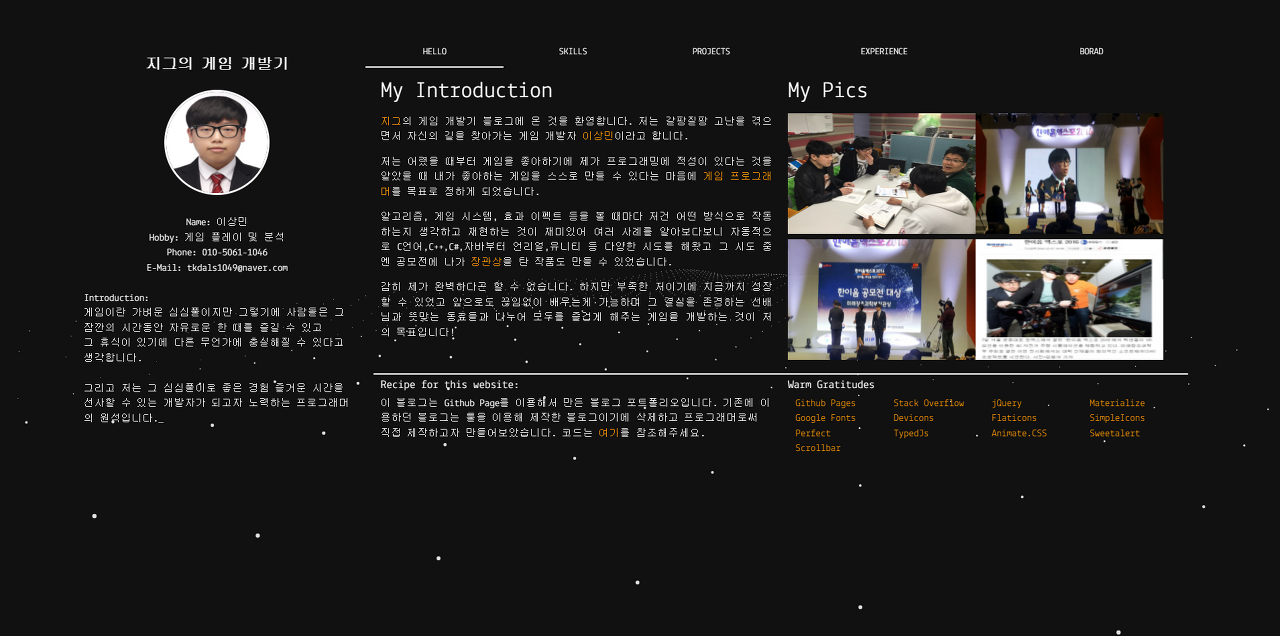 지그의 게임 개발기
Name: 이상민
Hobby: 게임 플레이 및 분석
Phone: 010-5061-1046
E-Mail: tkdals1049@naver.com
Introduction:
게임이란 가벼운 심심풀이지만 그렇기에 사람들은 그
잠깐의 시간동안 자유로운 한 때를 즐길 수 있고
그 휴식이 있기에 다른 무언가에 충실해질 수 있다고
생각합니다.
그리고 저는 그 심심풀이로 좋은 경험 즐거운 시간을
선사할 수 있는 개발자가 되고자 노력하는 프로그래머
의 원석입니다._
HELLO
SKILLS
PROJECTS
EXPERIENCE
BORAD
My Introduction
지그의 게임 개발기 블로그에 온 것을 환영합니다. 저는 갈팡질팡 고난을 겪으
면서 자신의 길을 찾아가는 게임 개발자 이상민이라고 합니다.
저는 어렸을 때부터 게임을 좋아하기에 제가 프로그래밍에 적성이 있다는 것을
알았을 때 내가 좋아하는 게임을 스스로 만들 수 있다는 마음에 게임 프로그래
머를 목표로 정하게 되었습니다.
알고리즘, 게임 시스템, 효과 이펙트 등을 볼 때마다 저건 어떤 방식으로 작동
하는지 생각하고 재현하는 것이 재미있어 여러 사례를 알아보다보니 자동적으
로 C언어,C++,C#,자바부터 언리얼,유니티 등 다양한 시도를 해왔고 그 시도 중
엔 공모전에 나가 장관상을 탄 작품도 만들 수 있었습니다.
감히 제가 완벽하다곤 할 수 없습니다. 하지만 부족한 저이기에 지금까지 성장
할 수 있었고 앞으로도 끊임없이 배우는게 가능하며 그 결실을 존경하는 선배
님과 뜻맞는 동료들과 나누어 모두를 즐겁게 해주는 게임을 개발하는 것이 저
의 목표입니다!
My Pics
한이음 공모전 대상
Recipe for this website:
이 블로그는 Github Page를 이용해서 만든 블로그 포트폴리오입니다. 기존에 이
용하던 블로그는 툴을 이용해 제작한 블로그이기에 삭제하고 프로그래머로써
직접 제작하고자 만들어보았습니다. 코드는 여기를 참조해주세요.
Warm Gratitudes
Github Pages
Stack Overflow
jQuery
Materialize
Google Fonts
Devicons
Flaticons
SimpleIcons
Perfect
Scrollbar
TypedJs
Animate.CSS
Sweetalert